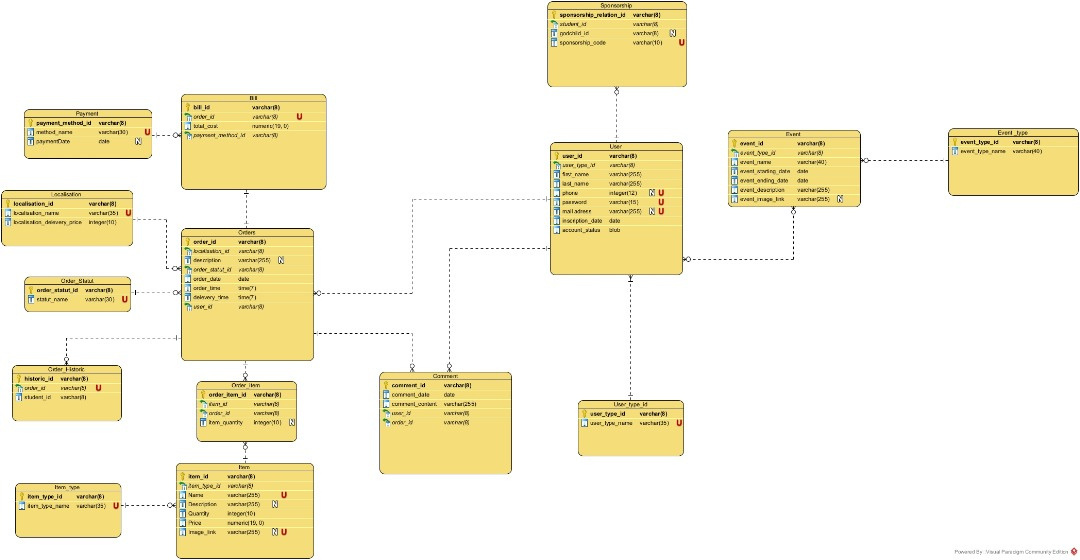 Sponsorship
sponsorship_relation_id varchar(8)
student_id varchar(8)
godchild_id varchar(8) N
sponsorship_code varchar(10) U
Payment
payment_method_id varchar(8)
method_name varchar(30) U
paymentDate date N
Bill
bill_id varchar(8)
order_id varchar(8) U
total_cost numeric(19, 0)
payment_method_id varchar(8)
User
user_id varchar(8)
user_type_id varchar(8)
first_name varchar(255)
last_name varchar(255)
phone integer(12) N U
password varchar(15) U
mail adress varchar(255) N U
inscription_date date
account_status blob
Event
event_id varchar(8)
event_type_id varchar(8)
event_name varchar(40)
event_starting_date date
event_ending_date date
event_description varchar(255)
event_image_link varchar(255) N
Event_type
event_type_id varchar(8)
event_type_name varchar(40)
Localisation
localisation_id varchar(8)
localisation_name varchar(35) U
localisation_delevery_price integer(10)
Orders
order_id varchar(8)
localisation_id varchar(8)
description varchar(255) N
order_statut_id varchar(8)
order_date date
order_time time(7)
delevery_time time(7)
user_id varchar(8)
Order_Statut
order_statut_id varchar(8)
statut_name varchar(30) U
Order_Historic
historic_id varchar(8)
order_id varchar(8) U
student_id varchar(8)
Order_item
order_item_id varchar(8)
item_id varchar(8)
order_id varchar(8)
item_quantity integer(10) N
Comment
comment_id varchar(8)
comment_date date
comment_content varchar(255)
user_id varchar(8)
order_id varchar(8)
User_type_id
user_type_id varchar(8)
user_type_name varchar(35) U
Item_type
item_type_id varchar(8)
item_type_name varchar(35) U
Item
item_id varchar(8)
item_type_id varchar(8)
Name varchar(255) U
Description varchar(255) N
Quantity integer(10)
Price numeric(19, 0)
image_link varchar(255) N U
Powered By: Visual Paradigm Community Edition